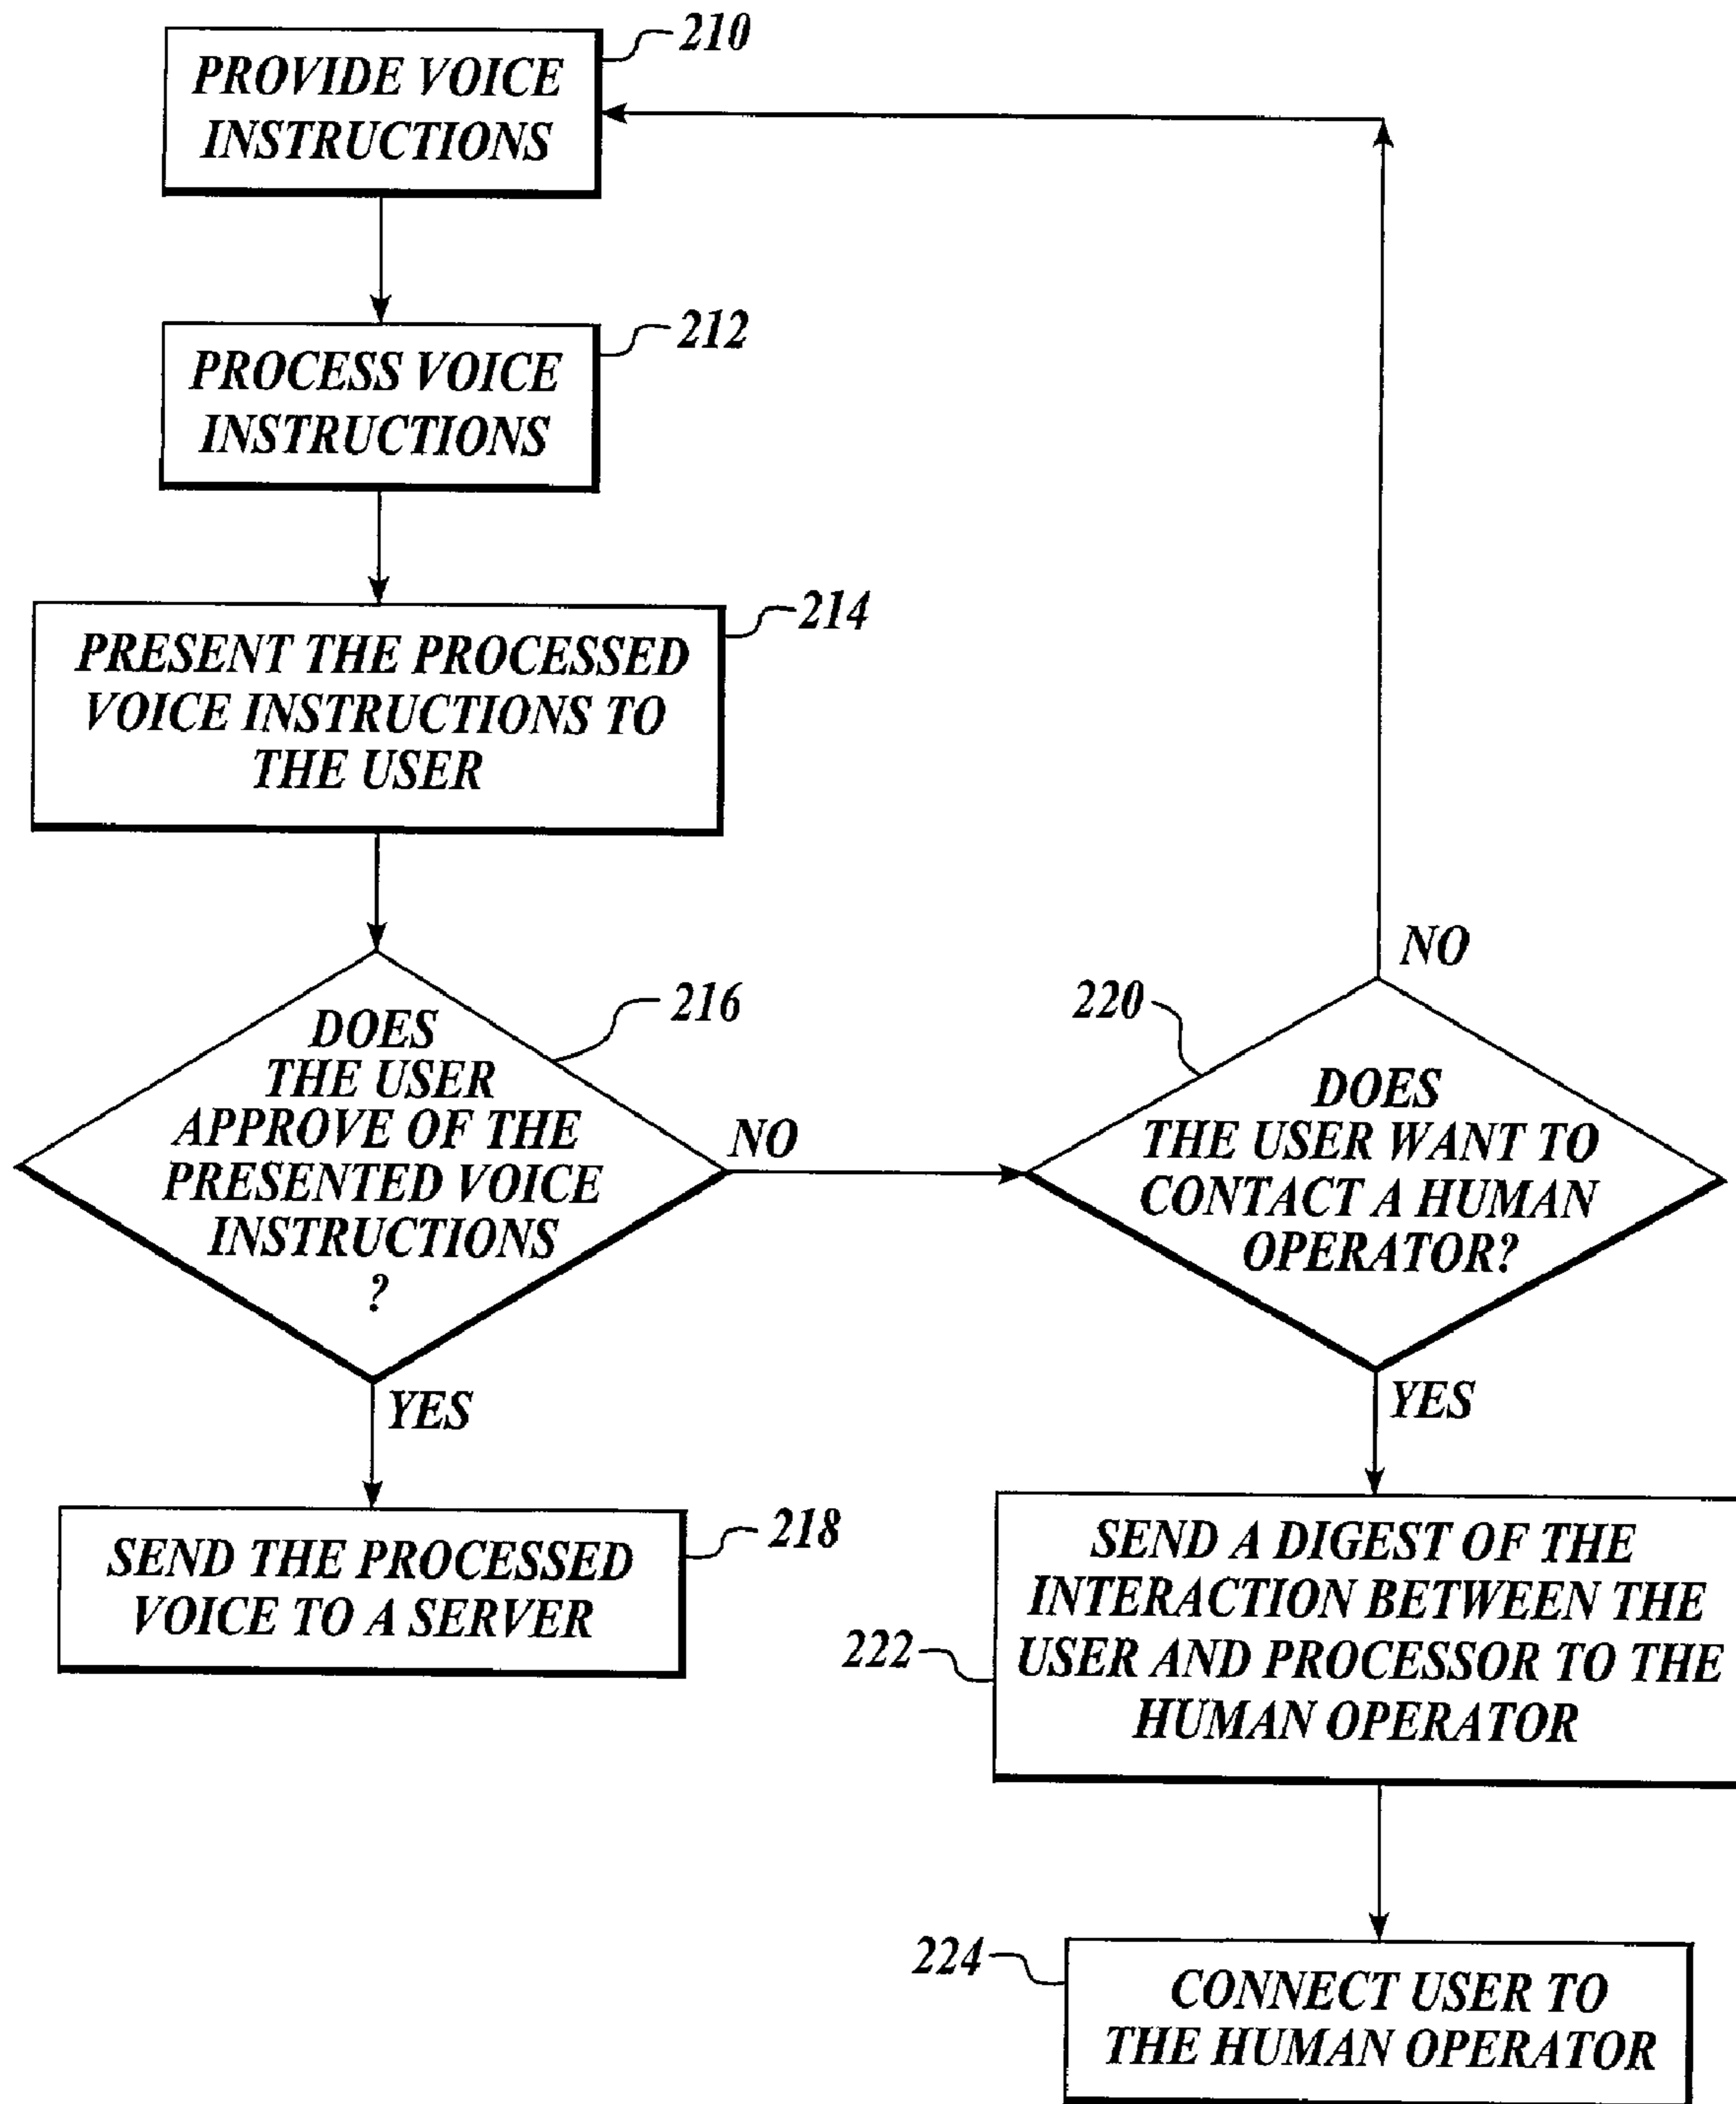 210
PROVIDE VOICE
INSTRUCTIONS
212
PROCESS VOICE
INSTRUCTIONS
214
PRESENT THE PROCESSED
VOICE INSTRUCTIONS TO
THE USER
216
DOES
THE USER
APPROVE OF THE
PRESENTED VOICE
INSTRUCTIONS
?
NO
YES
218
SEND THE PROCESSED
VOICE TO A SERVER
220
NO
DOES
THE USER WANT TO
CONTACT A HUMAN
OPERATOR?
YES
222
SEND A DIGEST OF THE
INTERACTION BETWEEN THE
USER AND PROCESSOR TO THE
HUMAN OPERATOR
224
CONNECT USER TO
THE HUMAN OPERATOR